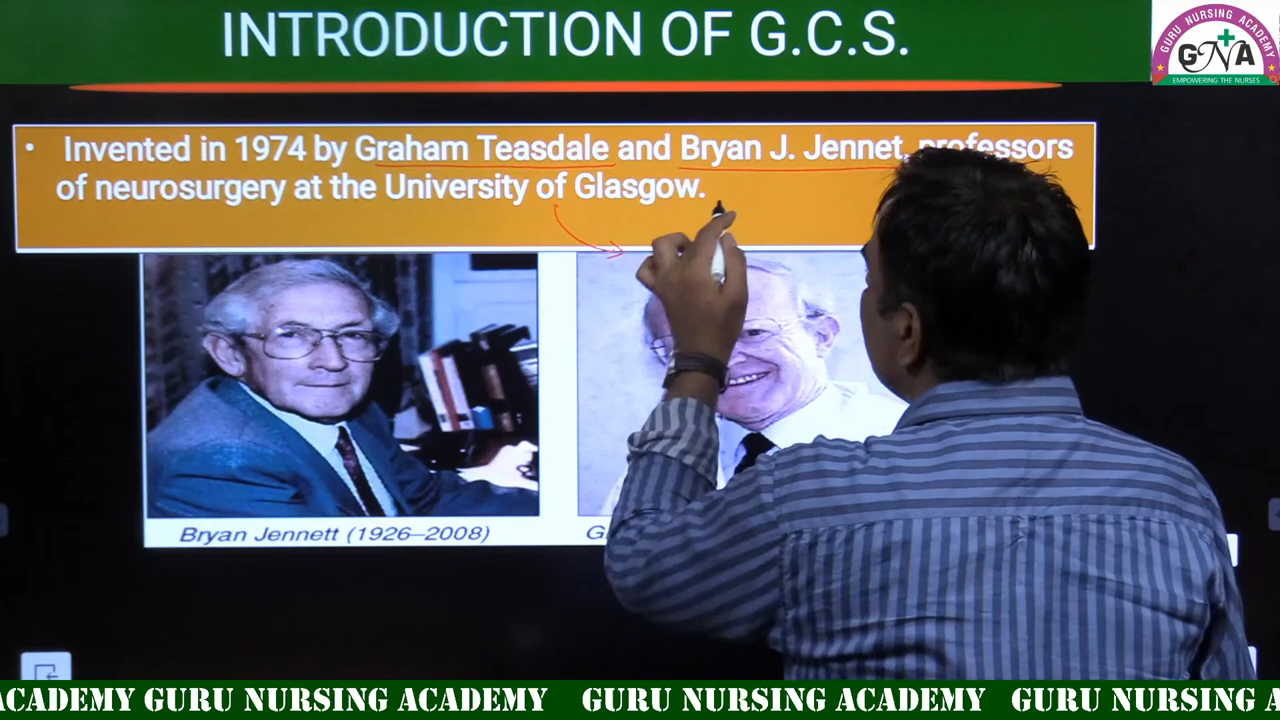 INTRODUCTION OF G.C.S.
GURU NURSING ACADEMY
GNA
EMPOWERING THE NURSES
• Invented in 1974 by Graham Teasdale and Bryan J. Jennet, professors
of neurosurgery at the University of Glasgow.
Bryan Jennett (1926–2008)
ACADEMY GURU NURSING ACADEMY GURU NURSING ACADEMY GURU NURSING A